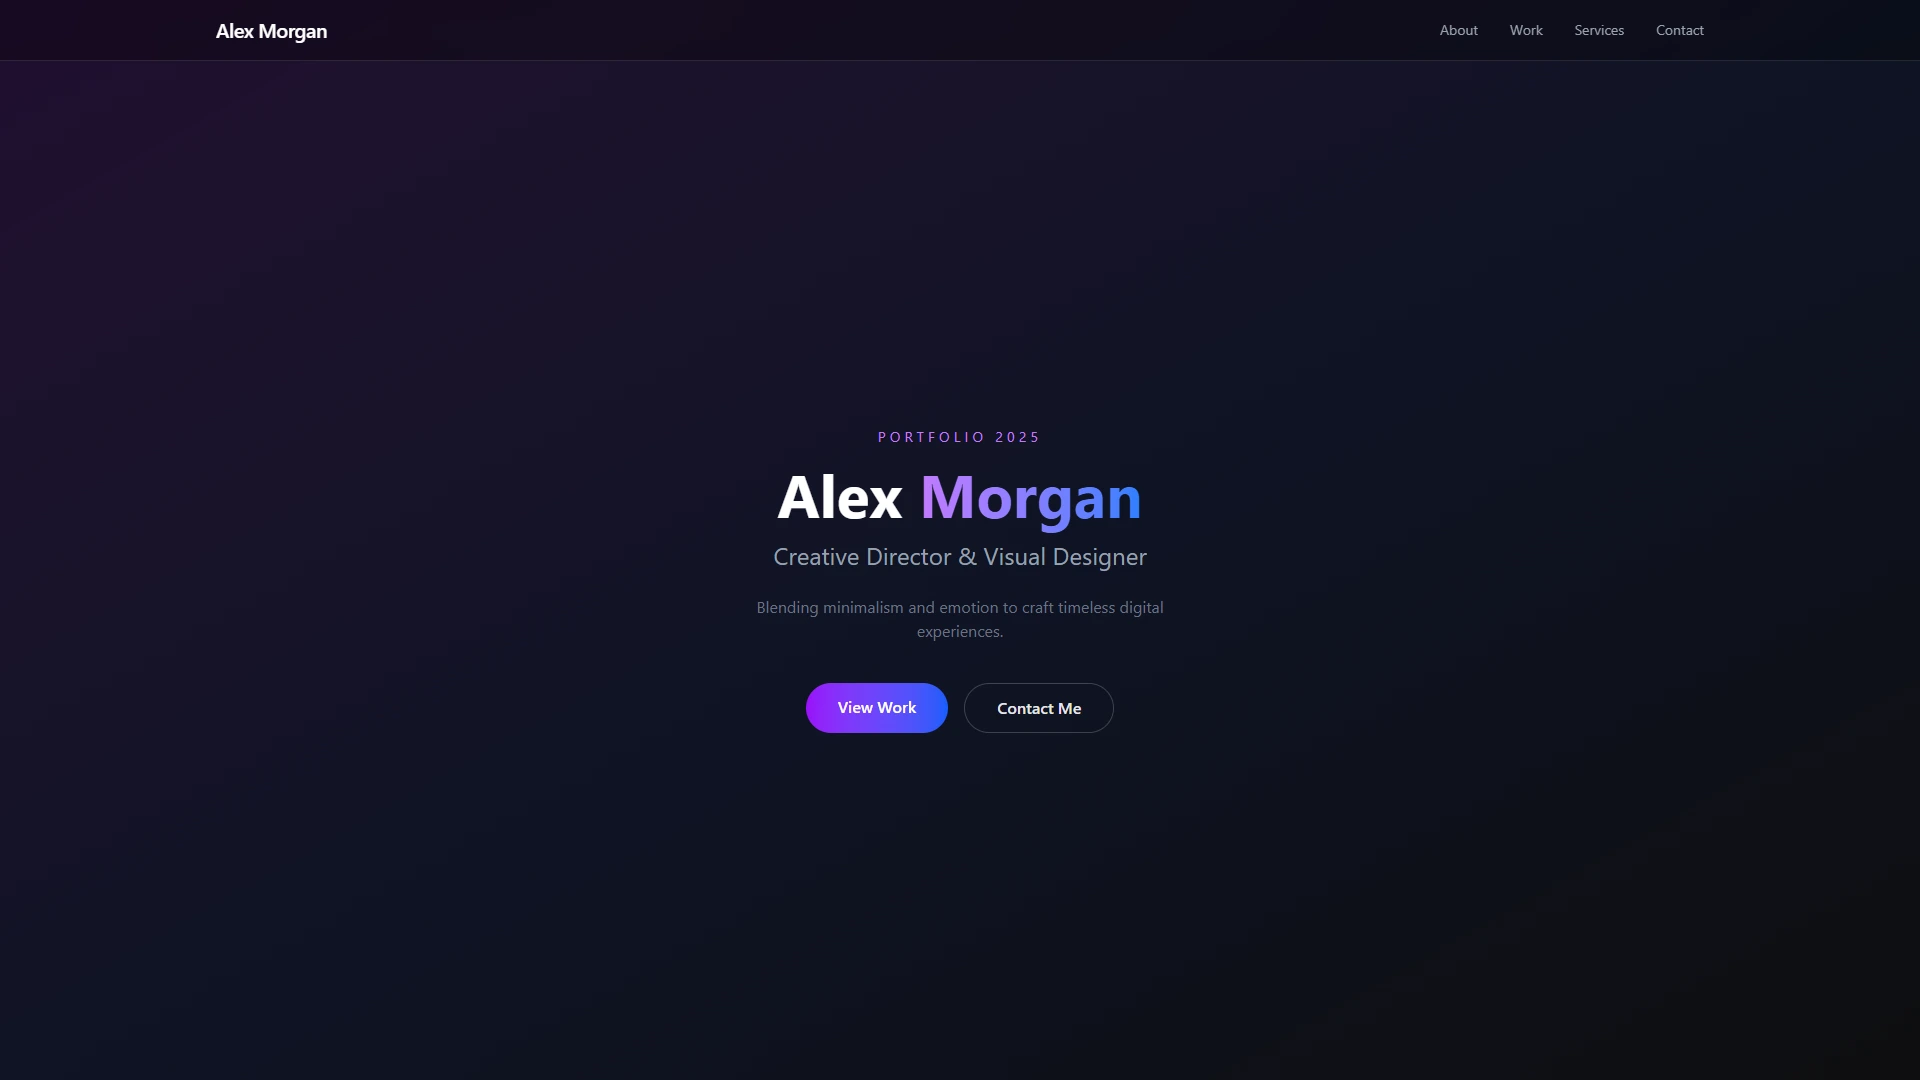 Alex Morgan
About Work Services Contact
PORTFOLIO 2025
Alex Morgan
Creative Director & Visual Designer
Blending minimalism and emotion to craft timeless digital
experiences.
View Work Contact Me